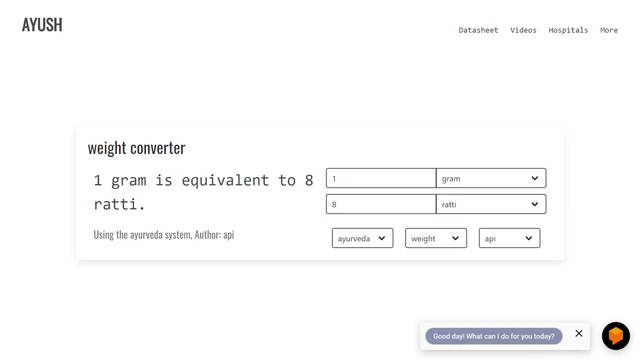 AYUSH
Datasheet Videos Hospitals More
weight converter
1 gram is equivalent to 8
ratti.
Using the ayurveda system, Author: api
1 gram
8 ratti
ayurveda weight api
Good day! What can I do for you today?